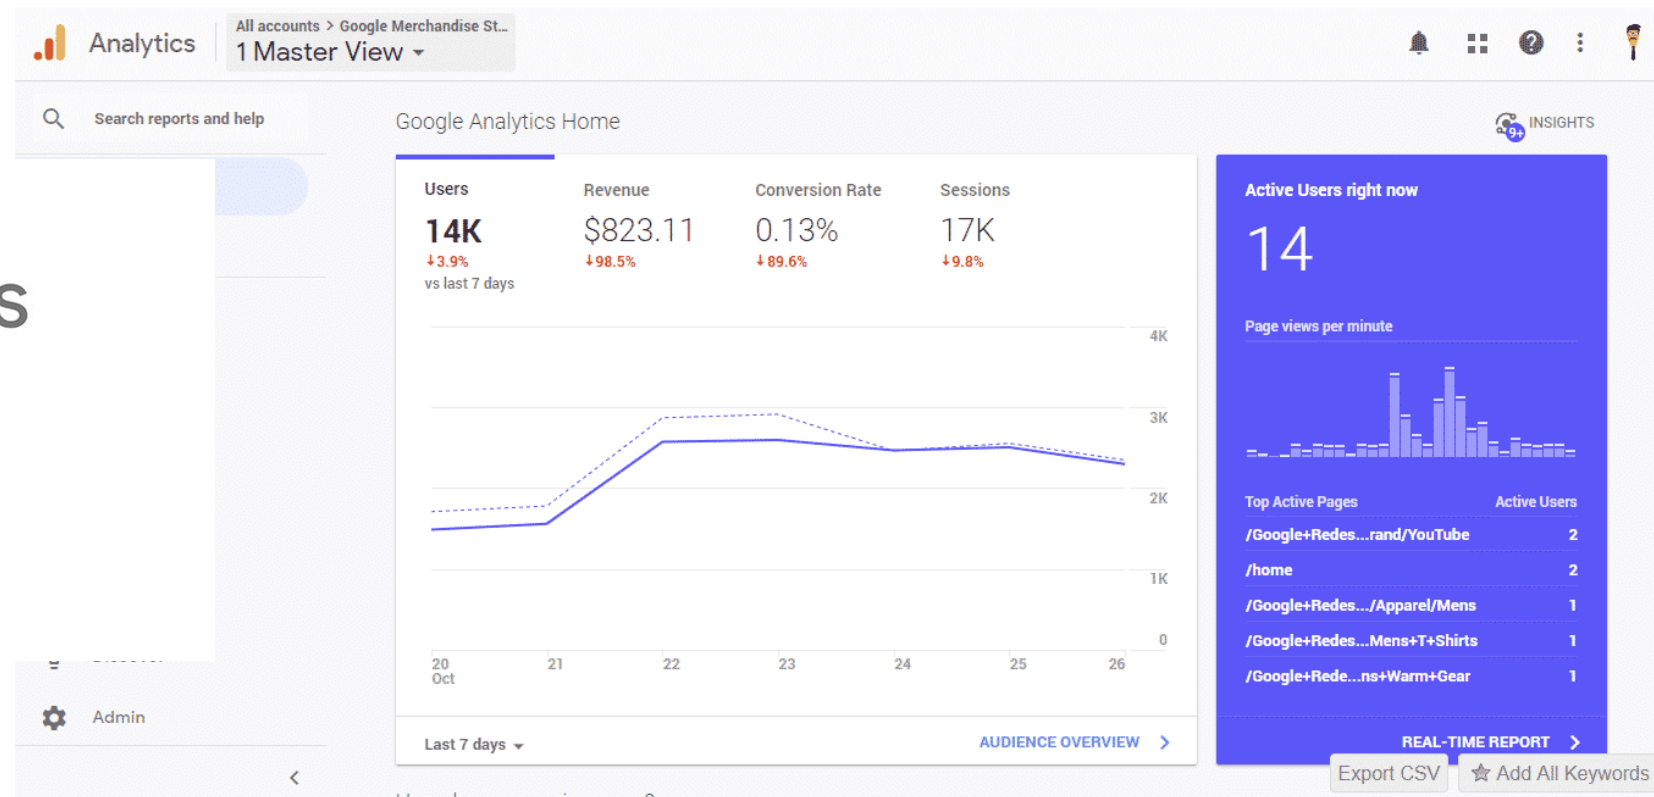 Analytics
All accounts > Google Merchandise St...
1 Master View
Search reports and help
s
Admin
Google Analytics Home
9+ INSIGHTS
Users
14K
3.9%
vs last 7 days
Revenue
$823.11
98.5%
Conversion Rate
0.13%
89.6%
Sessions
17K
9.8%
4K
3K
2K
1K
0
20 21 22 23 24 25 26
Oct
Last 7 days
AUDIENCE OVERVIEW
Active Users right now
14
Page views per minute
Top Active Pages Active Users
/Google+Redes...rand/YouTube 2
/home 2
/Google+Redes.../Apparel/Mens 1
/Google+Redes...Mens+T+Shirts 1
/Google+Rede...ns+Warm+Gear 1
REAL-TIME REPORT
Export CSV Add All Keywords